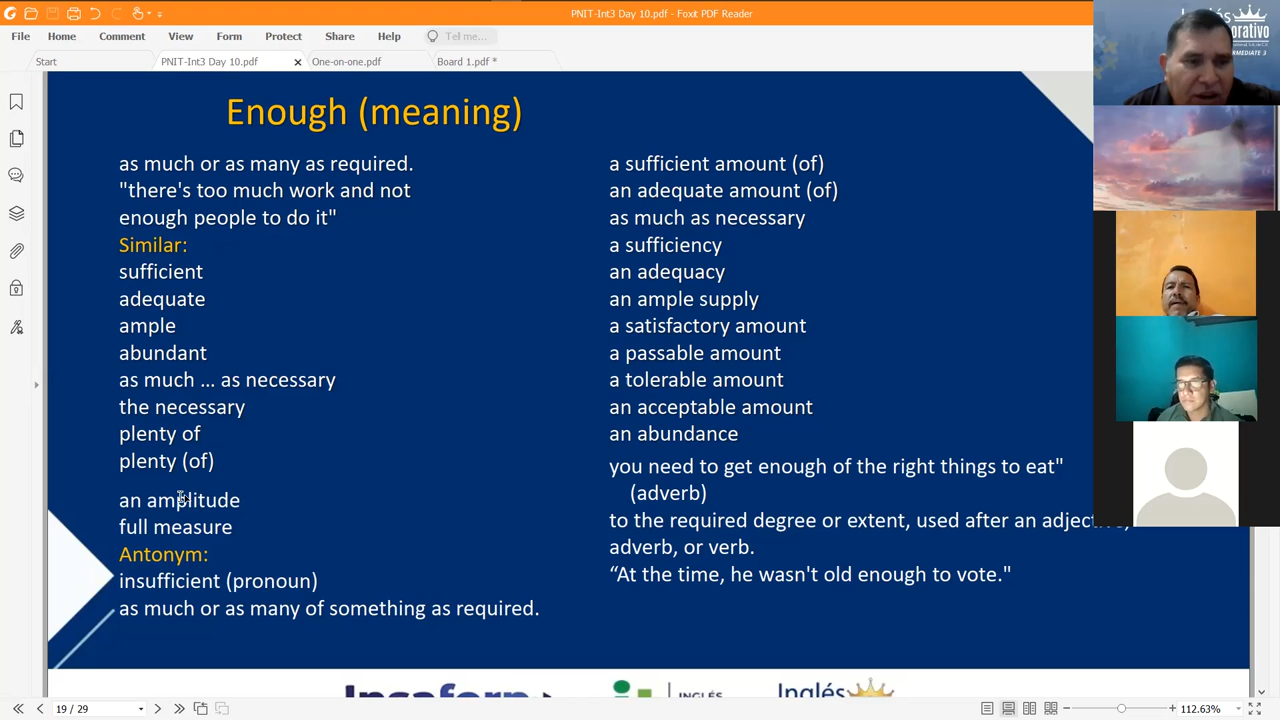 PNIT-Int3 Day 10.pdf - Foxit PDF Reader
File Home Comment View Form Protect Share Help Tell me...
Start PNIT-Int3 Day 10.pdf One-on-one.pdf Board 1.pdf *
Enough (meaning)
as much or as many as required.
"there's too much work and not
enough people to do it"
Similar:
sufficient
adequate
ample
abundant
as much ... as necessary
the necessary
plenty of
plenty (of)
an amplitude
full measure
Antonym:
insufficient (pronoun)
as much or as many of something as required.
a sufficient amount (of)
an adequate amount (of)
as much as necessary
a sufficiency
an adequacy
an ample supply
a satisfactory amount
a passable amount
a tolerable amount
an acceptable amount
an abundance
you need to get enough of the right things to eat"
(adverb)
to the required degree or extent, used after an adjective,
adverb, or verb.
“At the time, he wasn't old enough to vote."
INGLÉS
Inglés
19 / 29
112.63%